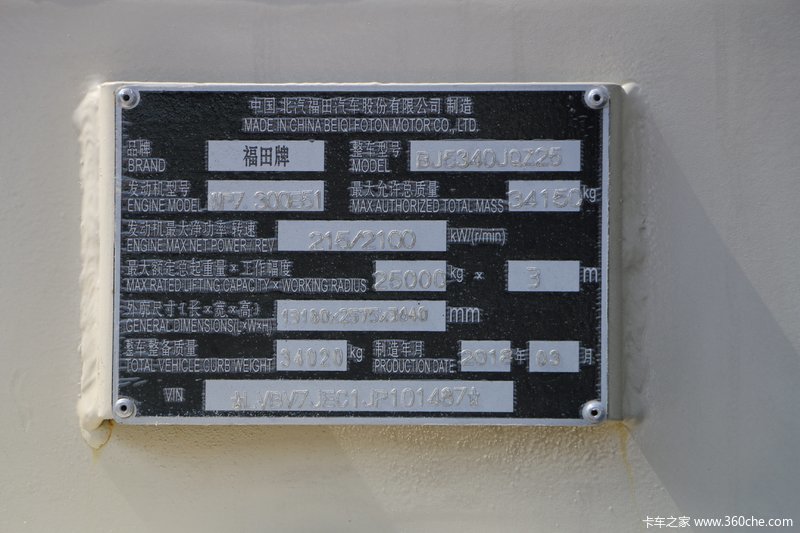 中国 北汽福田汽车股份有限公司 制造
MADE IN CHINA BEIQI FOTON MOTOR CO.,LTD.
品牌 福田牌 整车型号 BJ5340JQZ25
BRAND MODEL
发动机型号 WP7.300E51 最大允许总质量 34150 kg
ENGINE MODEL MAX.AUTHORIZED TOTAL MASS
发动机最大净功率/转速 215/2100 kW/(r/min)
ENGINE MAX.NET POWER / REV
最大额定总起重量×工作幅度 25000 kg × 3 m
MAX.RATED LIFTING CAPACITY × WORKING RADIUS
外廓尺寸(长×宽×高) mm
GENERAL DIMENSIONS(L×W×H)
整车整备质量 34020 kg 制造年月 2018 年 03 月
TOTAL VEHICLE CURB WEIGHT PRODUCTION DATE
VIN
卡车之家 www.360che.com